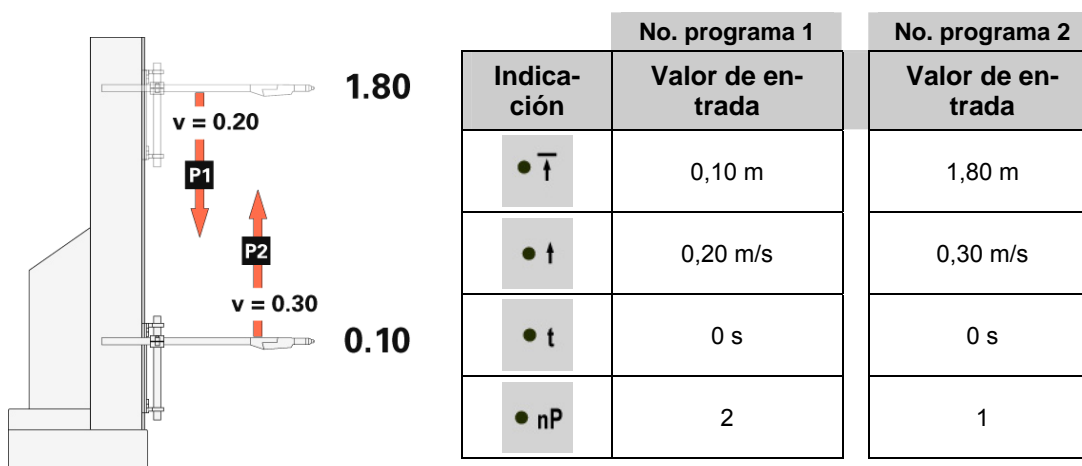 1.80
v = 0.20
P1
P2
v = 0.30
0.10
No. programa 1 No. programa 2
Indica-
ción
Valor de en-
trada
Valor de en-
trada
0,10 m 1,80 m
0,20 m/s 0,30 m/s
t 0 s 0 s
nP 2 1